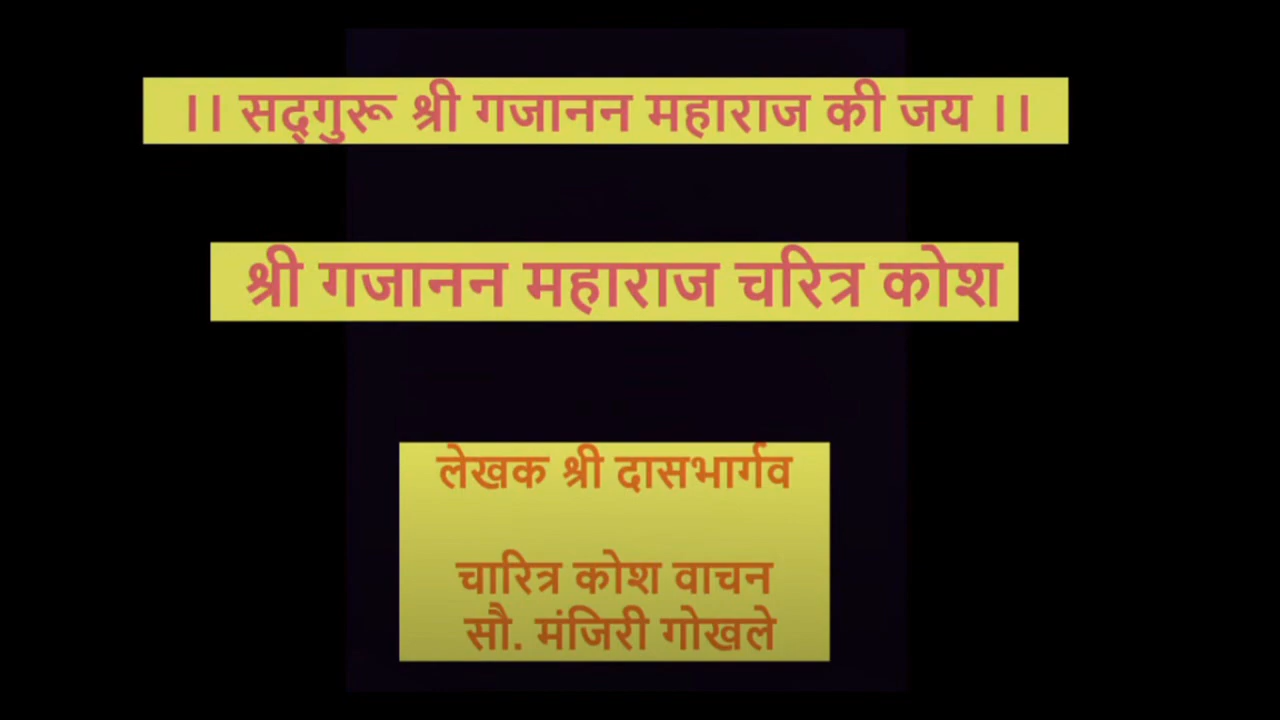 ।। सद्‌गुरू श्री गजानन महाराज की जय ।।
श्री गजानन महाराज चरित्र कोश
लेखक श्री दासभार्गव
चारित्र कोश वाचन
सौ. मंजिरी गोखले